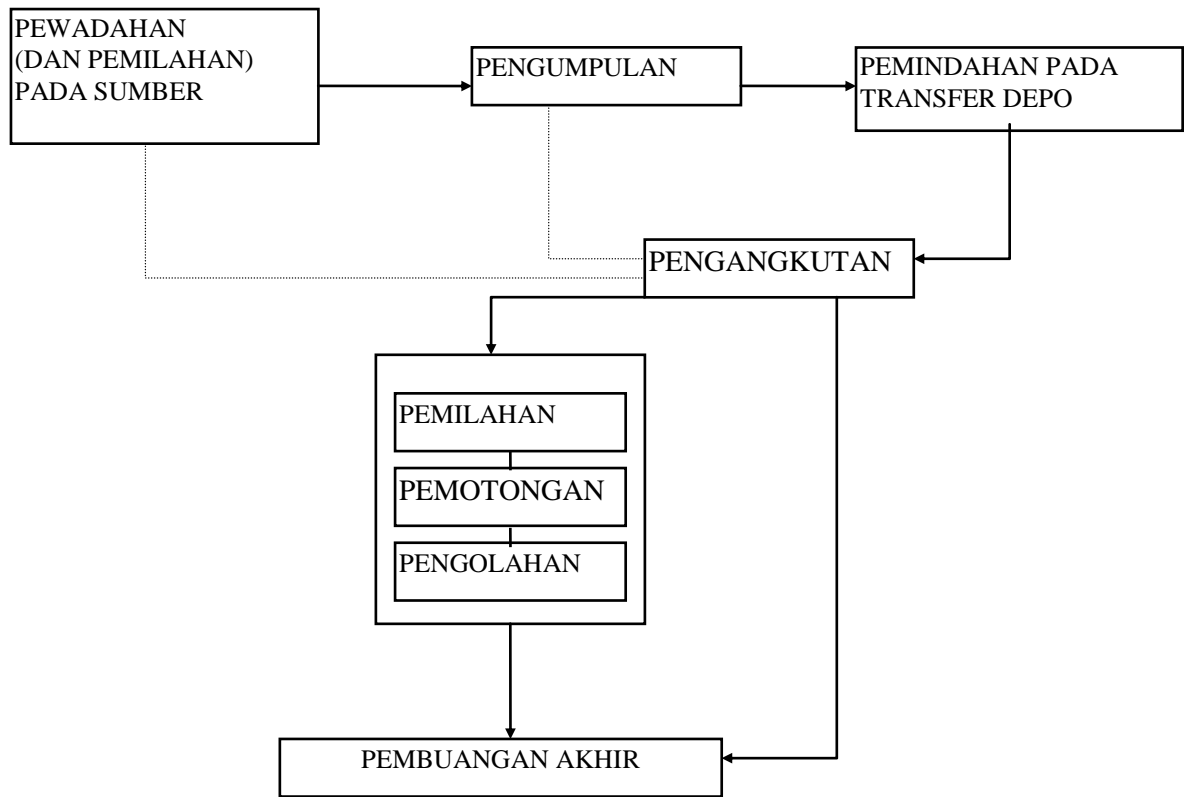 PEWADAHAN
(DAN PEMILAHAN)
PADA SUMBER
PENGUMPULAN
PEMINDAHAN PADA
TRANSFER DEPO
PENGANGKUTAN
PEMILAHAN
PEMOTONGAN
PENGOLAHAN
PEMBUANGAN AKHIR